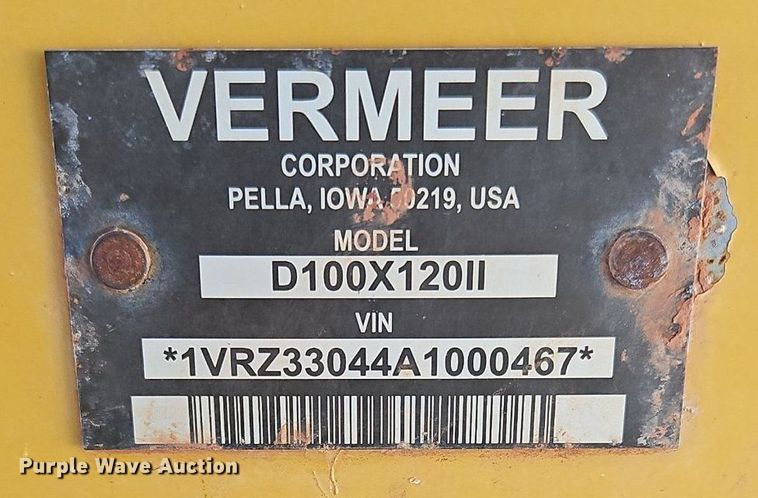 VERMEER
CORPORATION
PELLA, IOWA 50219, USA
MODEL
D100X120II
VIN
*1VRZ33044A1000467*
Purple Wave Auction